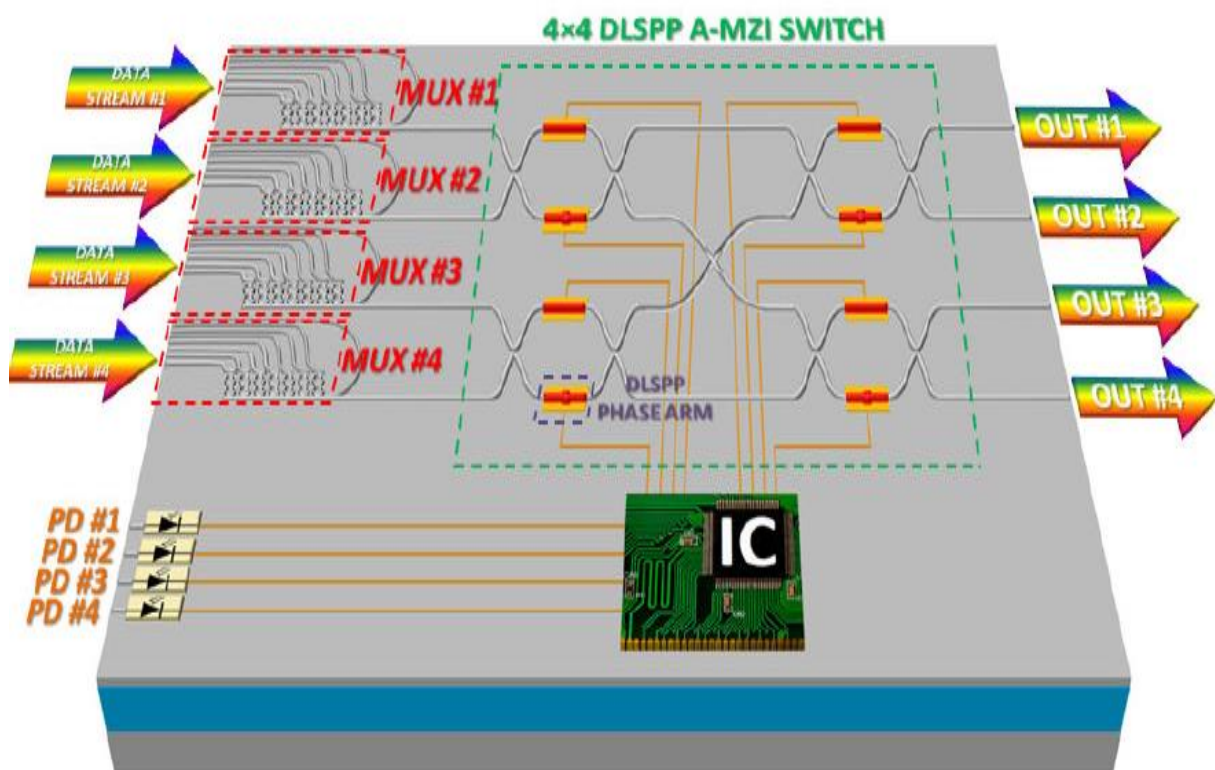 4×4 DLSPP A-MZI SWITCH
DATA
STREAM #1
MUX #1
OUT #1
DATA
STREAM #2
MUX #2
OUT #2
DATA
STREAM #3
MUX #3
OUT #3
DATA
STREAM #4
MUX #4
OUT #4
DLSPP
PHASE ARM
PD #1
PD #2
PD #3
PD #4
IC